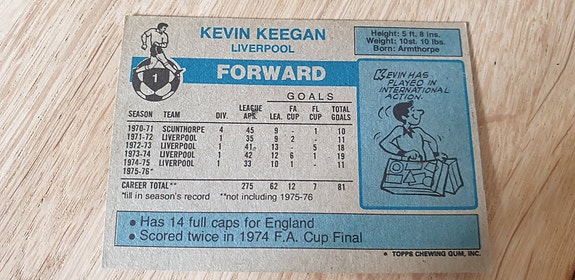 KEVIN KEEGAN
LIVERPOOL
Height: 5 ft. 8 ins.
Weight: 10st. 10 lbs.
Born: Armthorpe
1
FORWARD
GOALS
SEASON TEAM DIV. LEAGUE APS. LEA. FA CUP FL CUP TOTAL GOALS
1970-71 SCUNTHORPE 4 45 9 - 1 10
1971-72 LIVERPOOL 1 35 9 2 - 11
1972-73 LIVERPOOL 1 41 13 - 5 18
1973-74 LIVERPOOL 1 42 12 6 1 19
1974-75 LIVERPOOL 1 33 10 1 - 11
1975-76*
CAREER TOTAL** 275 62 12 7 81
*fill in season's record **not including 1975-76
KEVIN HAS
PLAYED IN
INTERNATIONAL
ACTION.
• Has 14 full caps for England
• Scored twice in 1974 F.A. Cup Final
* TOPPS CHEWING GUM, INC.